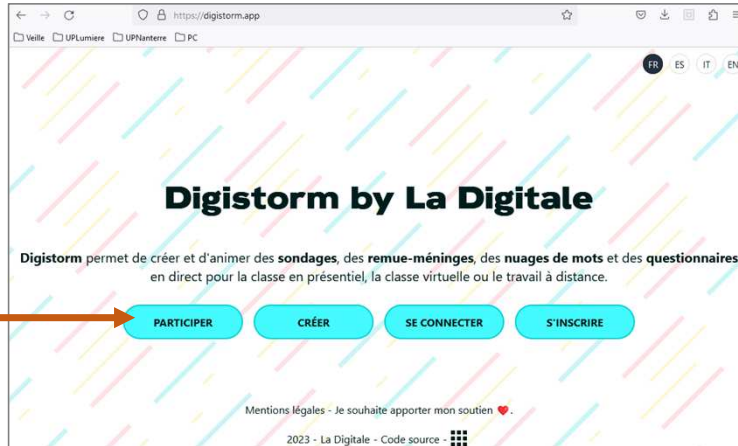 https://digistorm.app
Veille UPLumiere UPNanterre PC
FR ES IT EN
Digistorm by La Digitale
Digistorm permet de créer et d'animer des sondages, des remue-méninges, des nuages de mots et des questionnaires
en direct pour la classe en présentiel, la classe virtuelle ou le travail à distance.
PARTICIPER CRÉER SE CONNECTER S'INSCRIRE
Mentions légales - Je souhaite apporter mon soutien ❤️.
2023 - La Digitale - Code source -